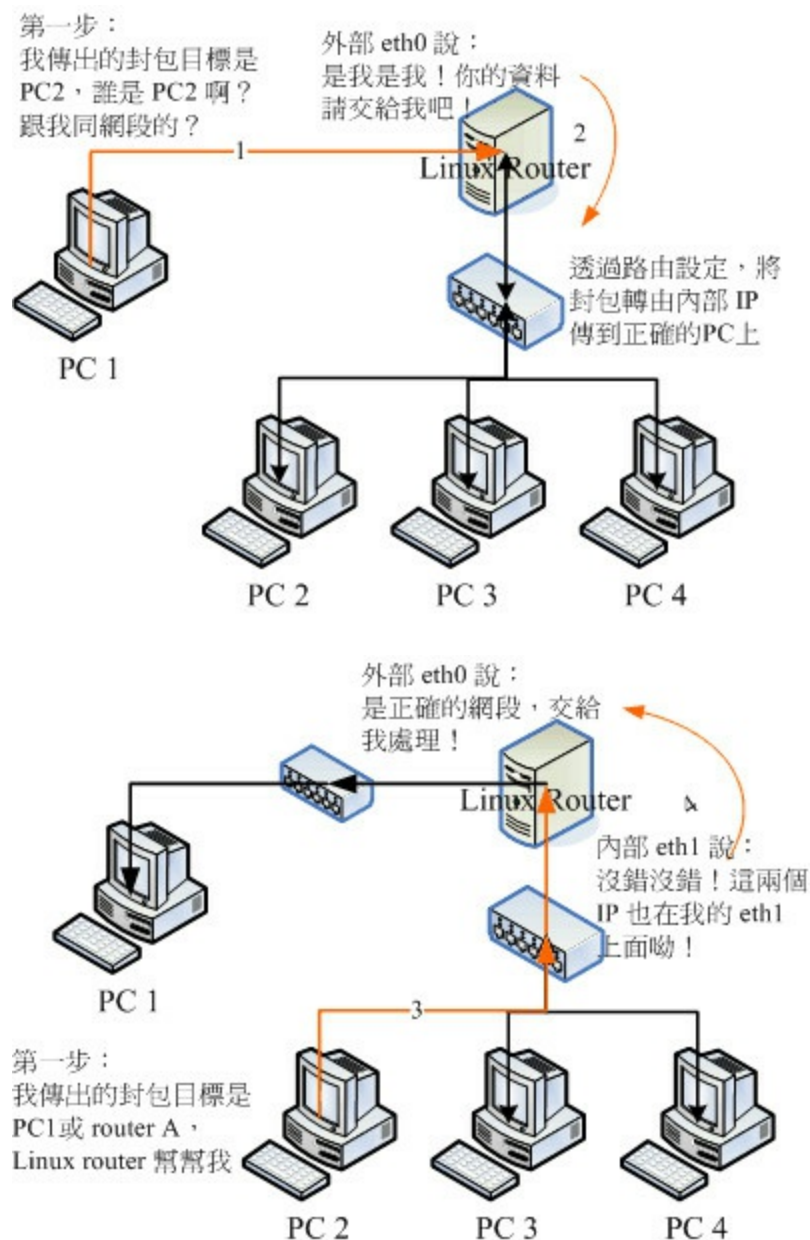 第一步：
我傳出的封包目標是
PC2，誰是 PC2 啊？
跟我同網段的？
外部 eth0 說：
是我是我！你的資料
請交給我吧！
1
2
Linux Router
透過路由設定，將
封包轉由內部 IP
傳到正確的PC上
PC 1
PC 2
PC 3
PC 4
外部 eth0 說：
是正確的網段，交給
我處理！
Linux Router
4
內部 eth1 說：
沒錯沒錯！這兩個
IP 也在我的 eth1
上面呦！
PC 1
3
第一步：
我傳出的封包目標是
PC1或 router A，
Linux router 幫幫我
PC 2
PC 3
PC 4